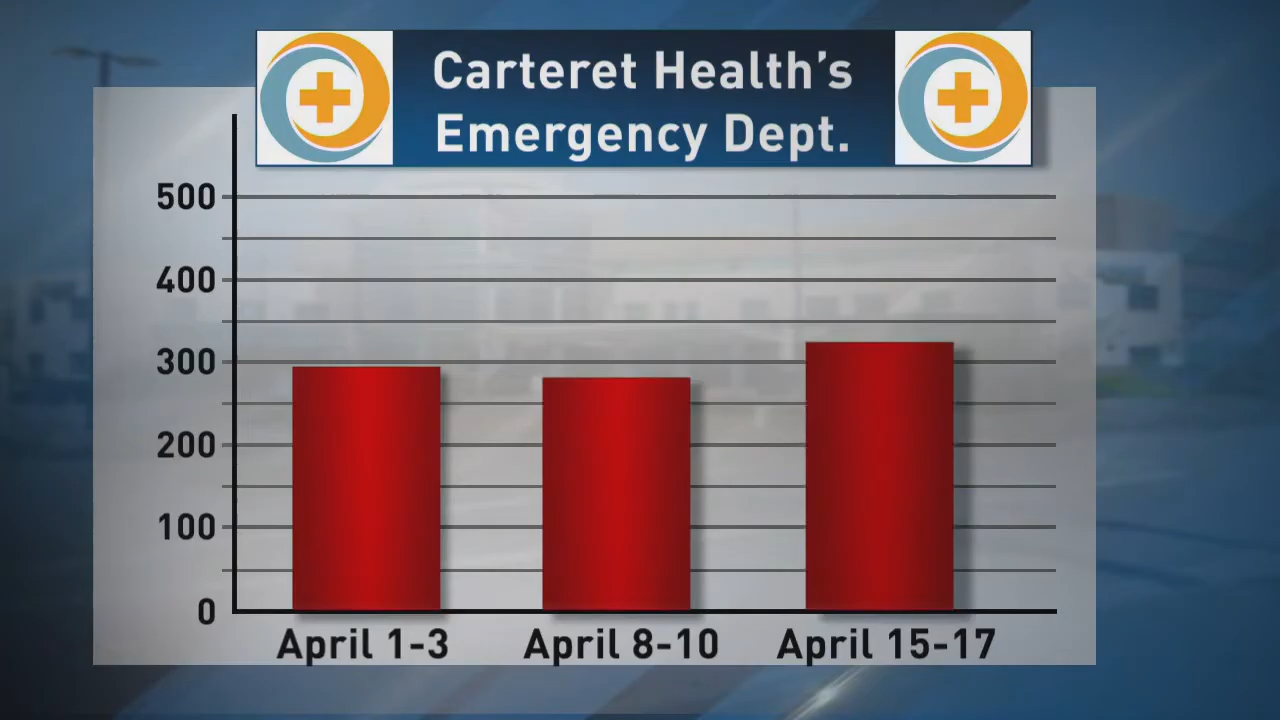 Carteret Health's
Emergency Dept.
500
400
300
200
100
0
April 1-3
April 8-10
April 15-17